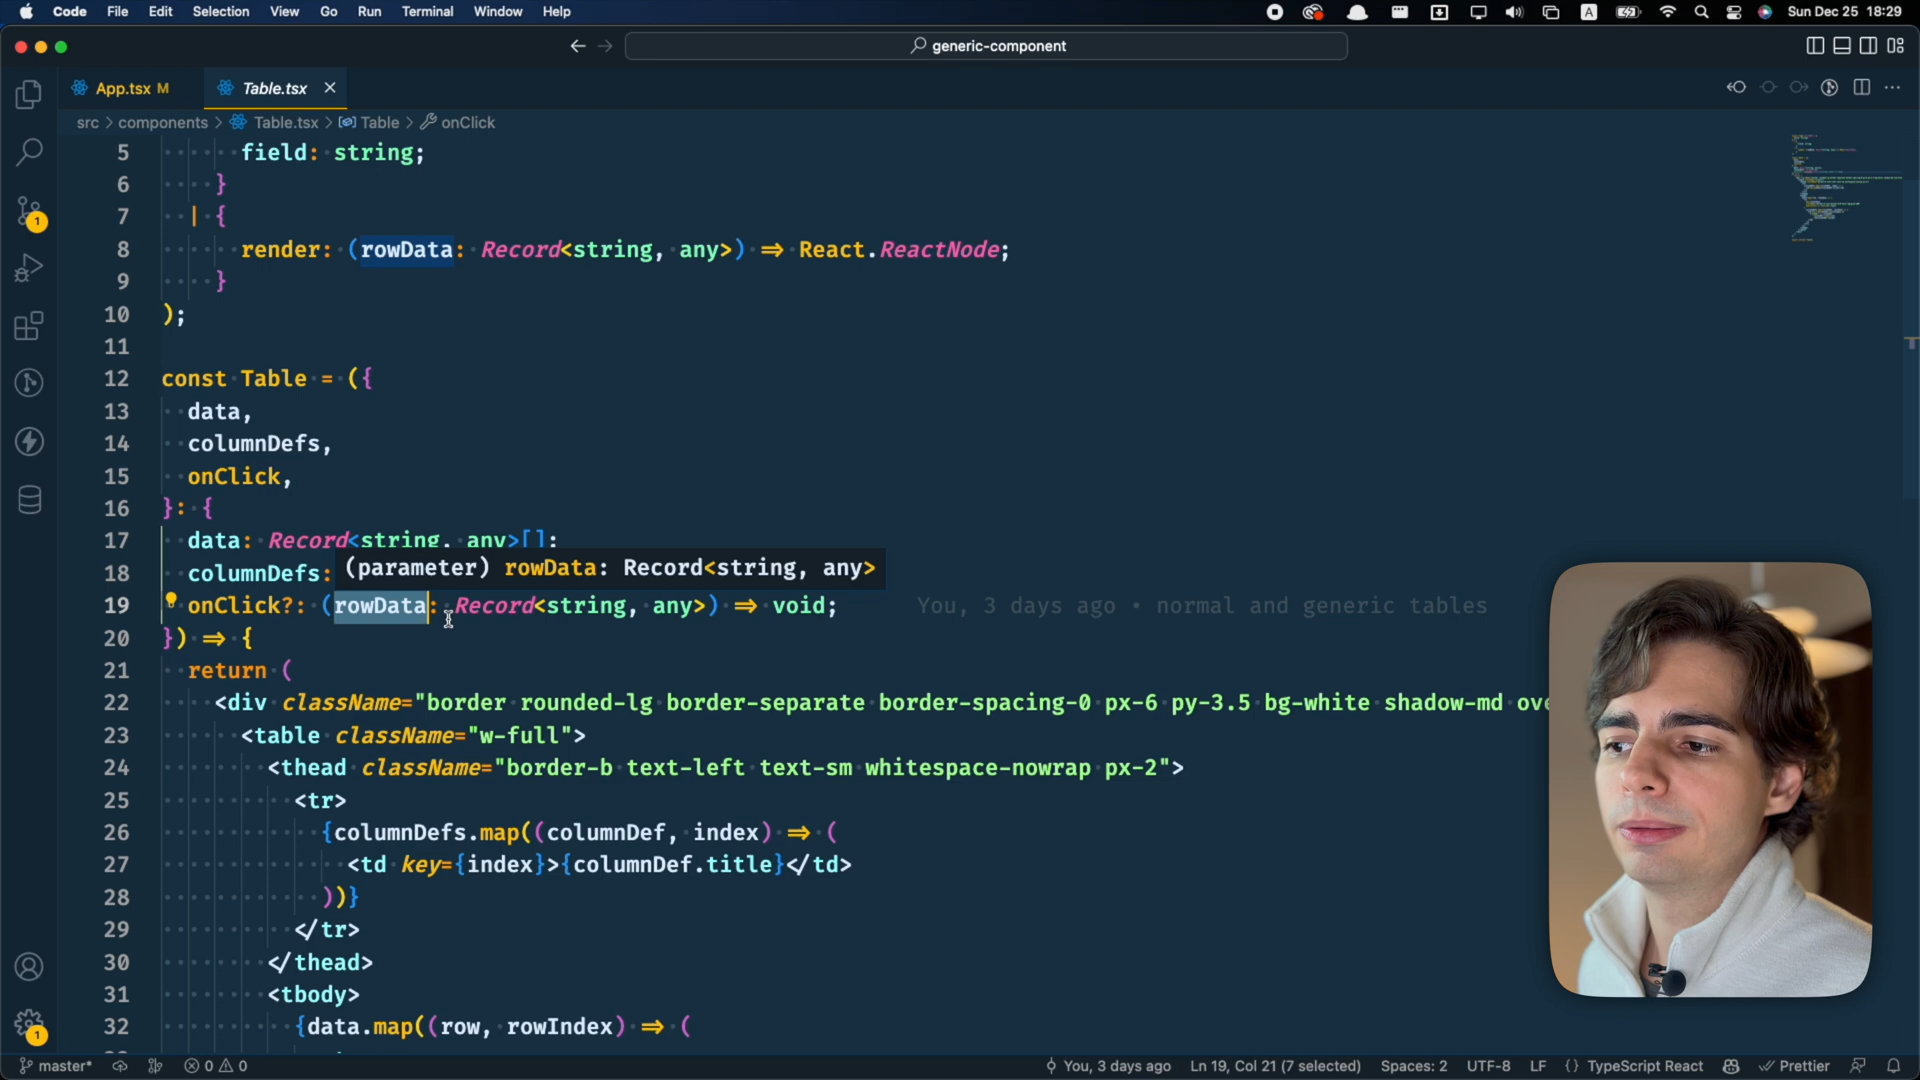 Code File Edit Selection View Go Run Terminal Window Help A Sun Dec 25 18:29
generic-component
App.tsx M Table.tsx
src > components > Table.tsx > Table > onClick
5 field: string;
6 }
7 | {
8 render: (rowData: Record<string, any>) => React.ReactNode;
9 }
10 );
11
12 const Table = ({
13 data,
14 columnDefs,
15 onClick,
16 }: {
17 data: Record<string, any>[];
(parameter) rowData: Record<string, any>
18 columnDefs:
19 onClick?: (rowData: Record<string, any>) => void; You, 3 days ago • normal and generic tables
20 }) => {
21 return (
22 <div className="border rounded-lg border-separate border-spacing-0 px-6 py-3.5 bg-white shadow-md ove
23 <table className="w-full">
24 <thead className="border-b text-left text-sm whitespace-nowrap px-2">
25 <tr>
26 {columnDefs.map((columnDef, index) => (
27 <td key={index}>{columnDef.title}</td>
28 ))}
29 </tr>
30 </thead>
31 <tbody>
32 {data.map((row, rowIndex) => (
1
1
master* 0 0 You, 3 days ago Ln 19, Col 21 (7 selected) Spaces: 2 UTF-8 LF {} TypeScript React Prettier